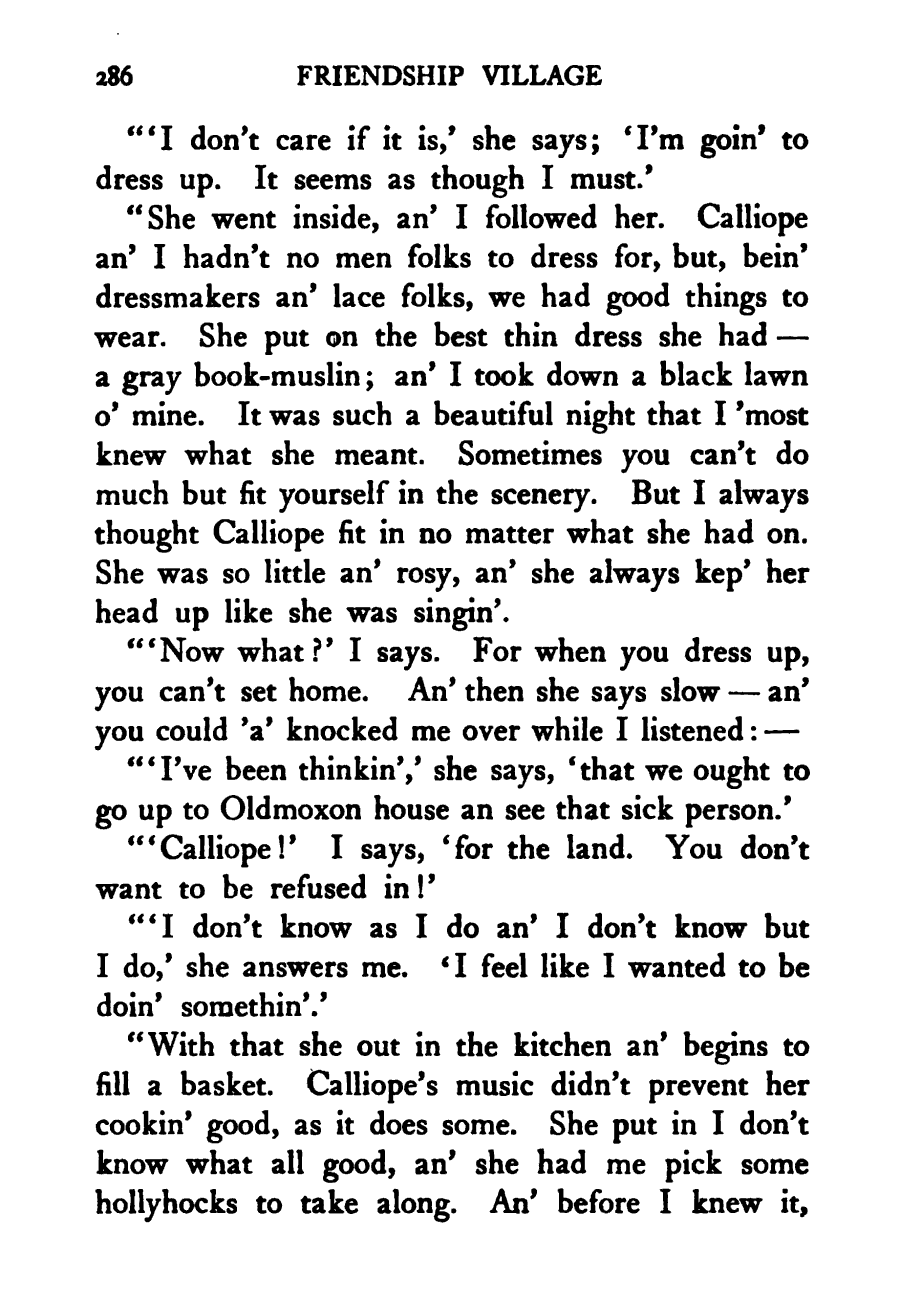 286 FRIENDSHIP VILLAGE
“‘I don’t care if it is,’ she says; ‘I’m goin’ to
dress up. It seems as though I must.’
“She went inside, an’ I followed her. Calliope
an’ I hadn’t no men folks to dress for, but, bein’
dressmakers an’ lace folks, we had good things to
wear. She put on the best thin dress she had —
a gray book-muslin; an’ I took down a black lawn
o’ mine. It was such a beautiful night that I ’most
knew what she meant. Sometimes you can’t do
much but fit yourself in the scenery. But I always
thought Calliope fit in no matter what she had on.
She was so little an’ rosy, an’ she always kep’ her
head up like she was singin’.
“‘Now what?’ I says. For when you dress up,
you can’t set home. An’ then she says slow — an’
you could ’a’ knocked me over while I listened: —
“‘I’ve been thinkin’,’ she says, ‘that we ought to
go up to Oldmoxon house an see that sick person.’
“‘Calliope!’ I says, ‘for the land. You don’t
want to be refused in!’
“‘I don’t know as I do an’ I don’t know but
I do,’ she answers me. ‘I feel like I wanted to be
doin’ somethin’.’
“With that she out in the kitchen an’ begins to
fill a basket. Calliope’s music didn’t prevent her
cookin’ good, as it does some. She put in I don’t
know what all good, an’ she had me pick some
hollyhocks to take along. An’ before I knew it,